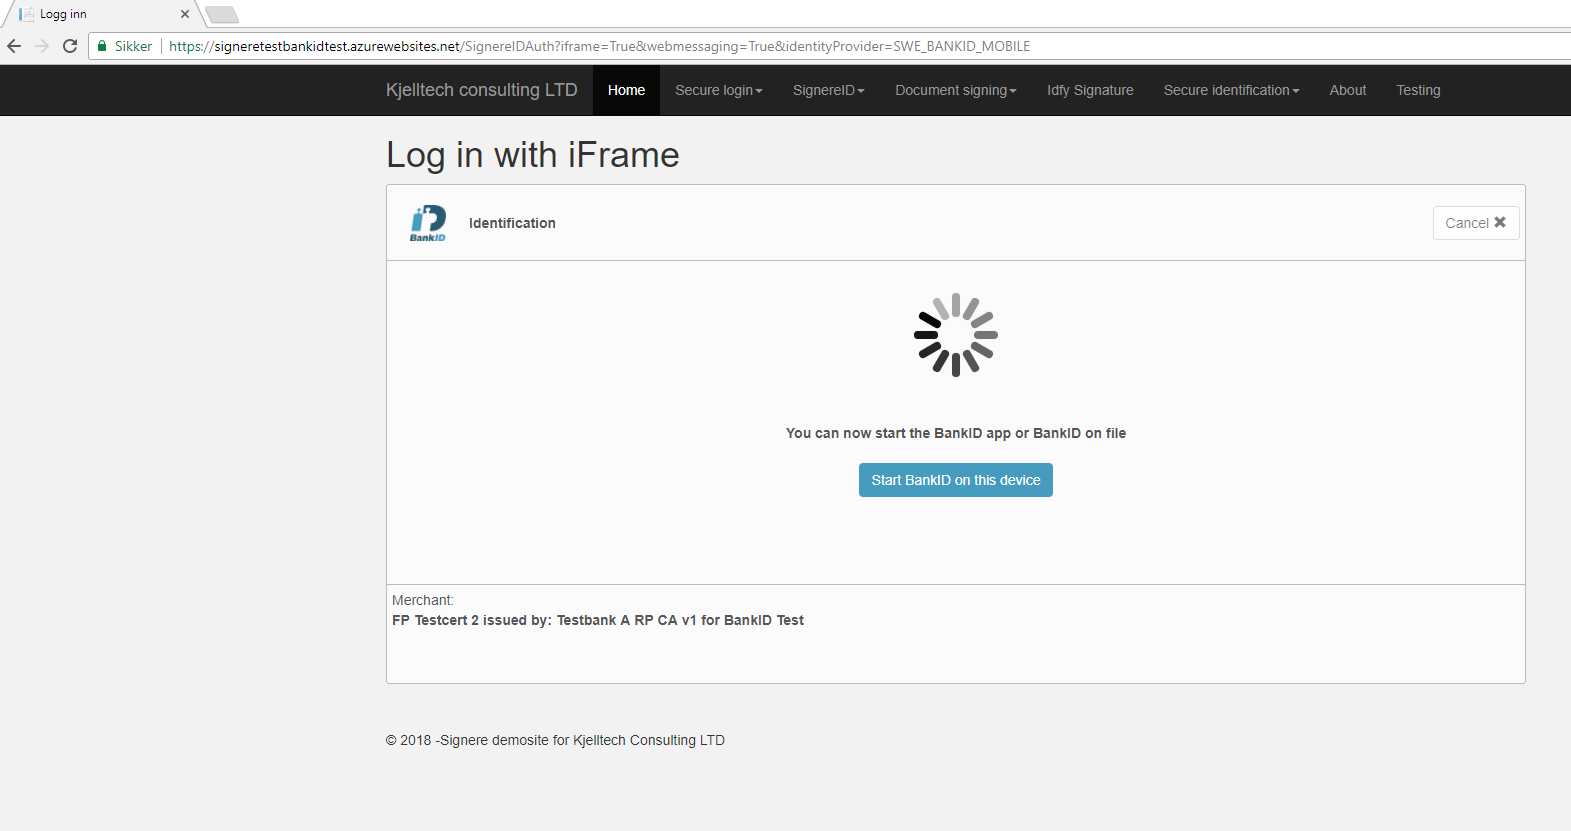 Logg inn
Sikker https://signeretestbankidtest.azurewebsites.net/SignereIDAuth?iframe=True&webmessaging=True&identityProvider=SWE_BANKID_MOBILE
Kjelltech consulting LTD Home Secure login SignereID Document signing Idfy Signature Secure identification About Testing
Log in with iFrame
BankID Identification Cancel
You can now start the BankID app or BankID on file
Start BankID on this device
Merchant:
FP Testcert 2 issued by: Testbank A RP CA v1 for BankID Test
© 2018 -Signere demosite for Kjelltech Consulting LTD